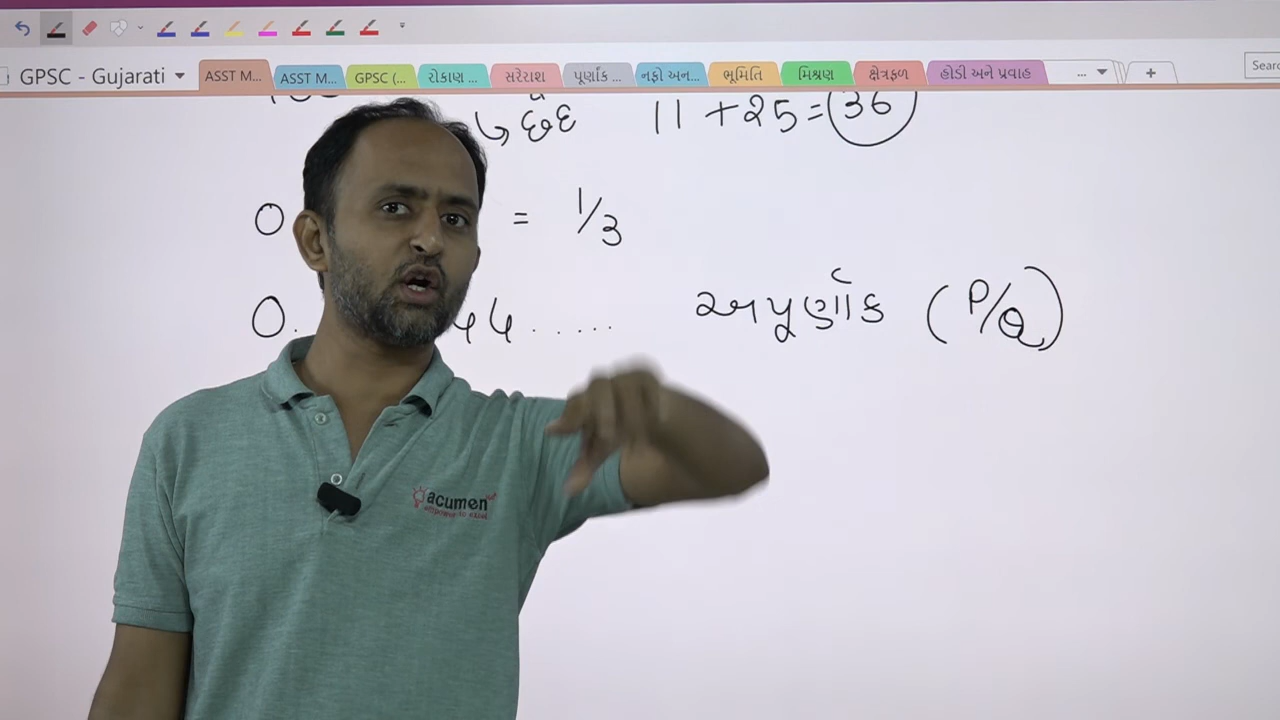 GPSC - Gujarati ASST M... ASST M... GPSC (... રોકાણ ... સરેરાશ પૂર્ણાંક ... નફો અન... ભૂમિતિ મિશ્રણ ક્ષેત્રફળ હોડી અને પ્રવાહ ... + Searc
↳ છેદ 11 + 25 = 36
0 = 1/3
0. 44 ...... અપૂર્ણાંક (P/Q)
acumen